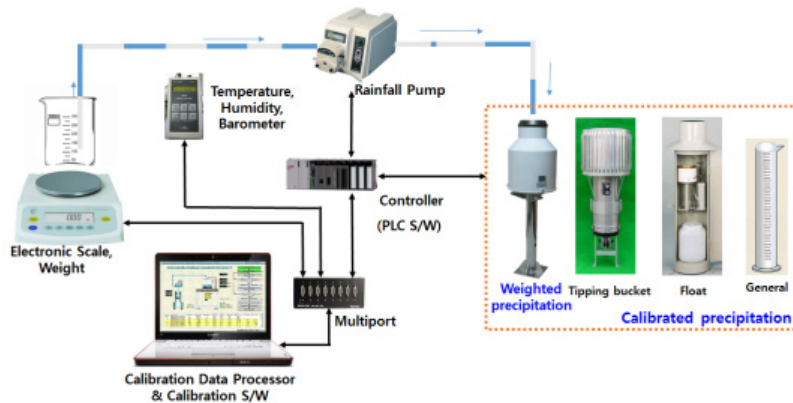 Rainfall Pump
Temperature,
Humidity,
Barometer
Controller
(PLC S/W)
Electronic Scale,
Weight
Multiport
Calibration Data Processor
& Calibration S/W
Weighted
precipitation
Tipping bucket
Float
General
Calibrated precipitation